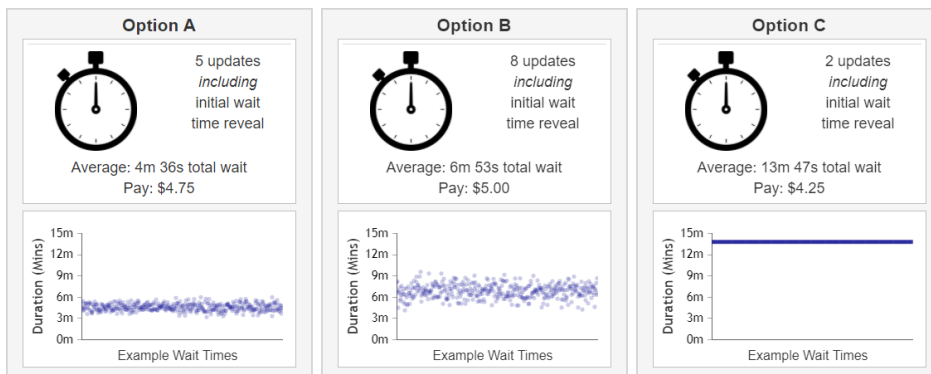 Option A
5 updates
including
initial wait
time reveal
Average: 4m 36s total wait
Pay: $4.75
Duration (Mins)
15m
12m
9m
6m
3m
0m
Example Wait Times
Option B
8 updates
including
initial wait
time reveal
Average: 6m 53s total wait
Pay: $5.00
Duration (Mins)
15m
12m
9m
6m
3m
0m
Example Wait Times
Option C
2 updates
including
initial wait
time reveal
Average: 13m 47s total wait
Pay: $4.25
Duration (Mins)
15m
12m
9m
6m
3m
0m
Example Wait Times